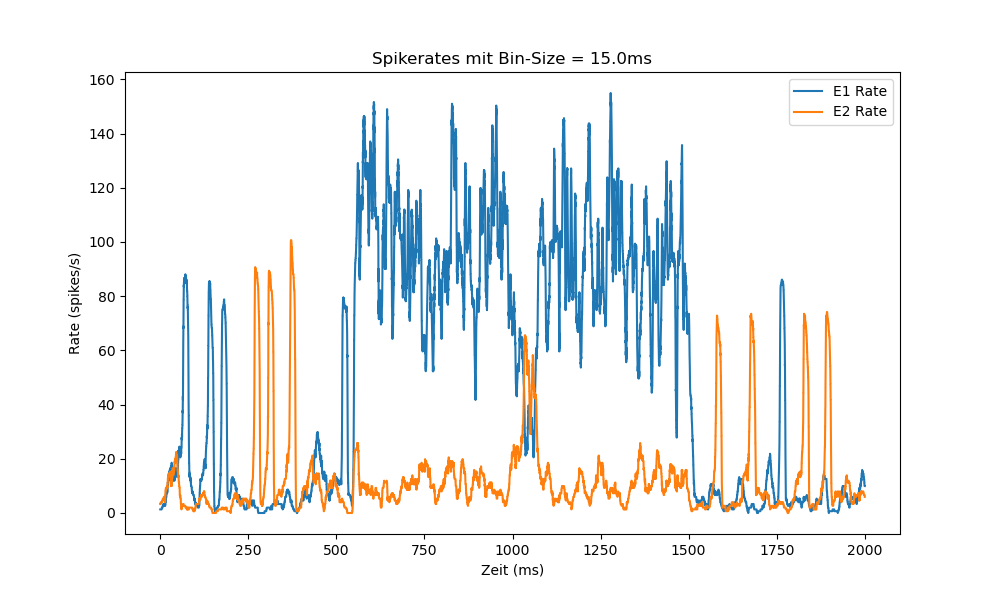 Spikerates mit Bin-Size = 15.0ms
E1 Rate
E2 Rate
Rate (spikes/s)
160
140
120
100
80
60
40
20
0
0 250 500 750 1000 1250 1500 1750 2000
Zeit (ms)